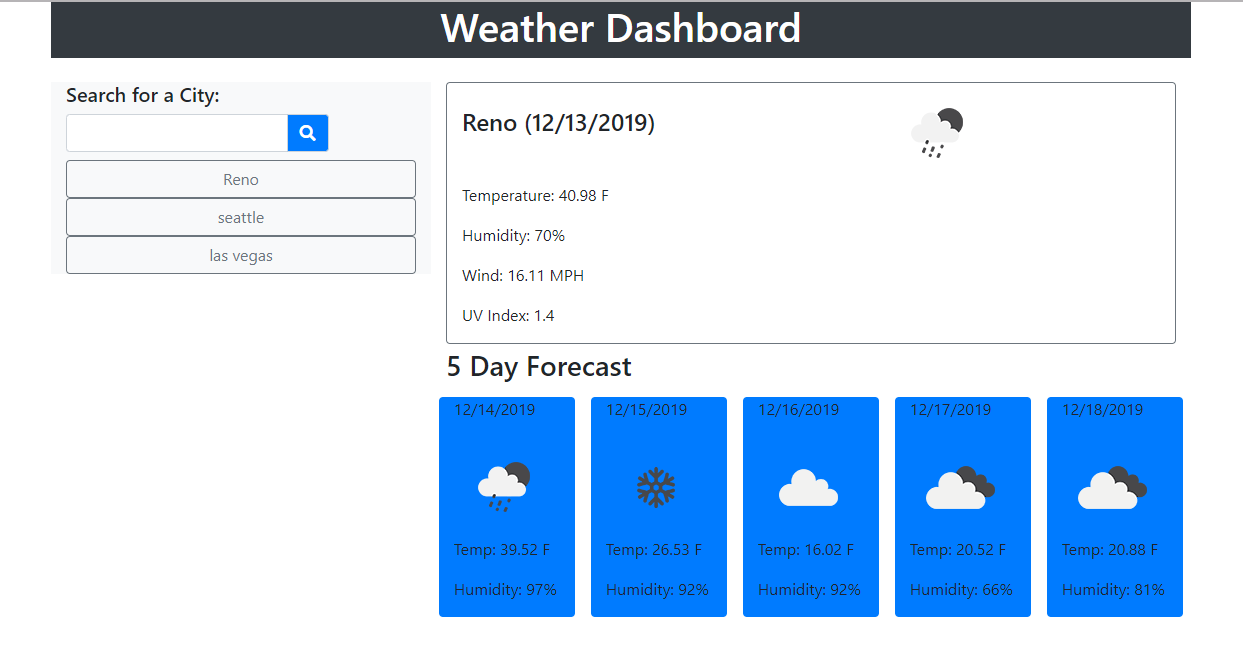 Weather Dashboard
Search for a City:
Reno
seattle
las vegas
Reno (12/13/2019)
Temperature: 40.98 F
Humidity: 70%
Wind: 16.11 MPH
UV Index: 1.4
5 Day Forecast
12/14/2019
Temp: 39.52 F
Humidity: 97%
12/15/2019
Temp: 26.53 F
Humidity: 92%
12/16/2019
Temp: 16.02 F
Humidity: 92%
12/17/2019
Temp: 20.52 F
Humidity: 66%
12/18/2019
Temp: 20.88 F
Humidity: 81%